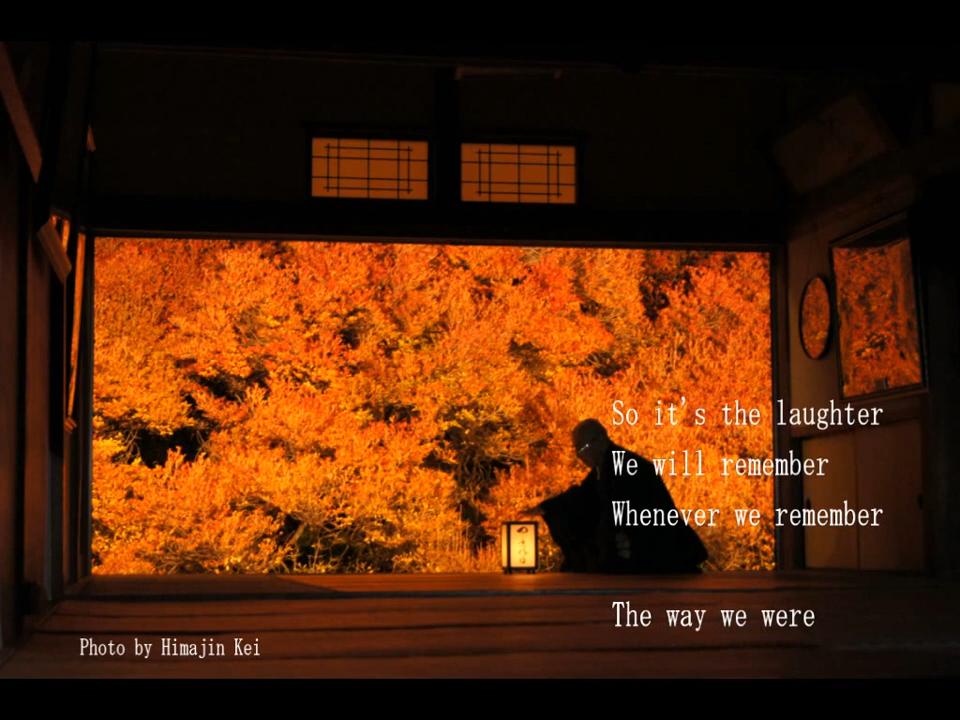 So it's the laughter
We will remember
Whenever we remember
The way we were
Photo by Himajin Kei